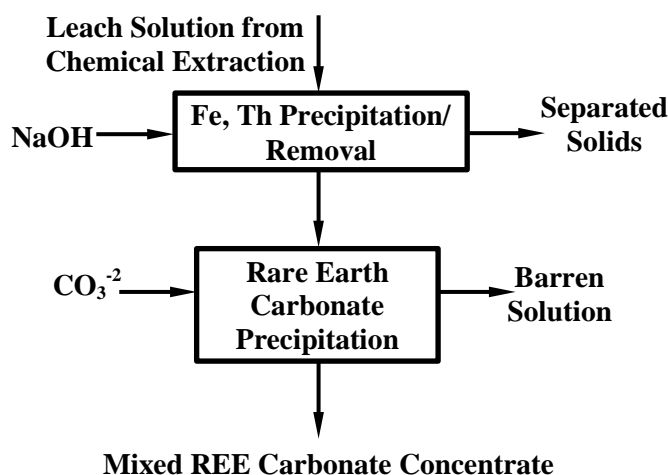 Leach Solution from
Chemical Extraction
NaOH
Fe, Th Precipitation/
Removal
Separated
Solids
CO₃⁻²
Rare Earth
Carbonate
Precipitation
Barren
Solution
Mixed REE Carbonate Concentrate